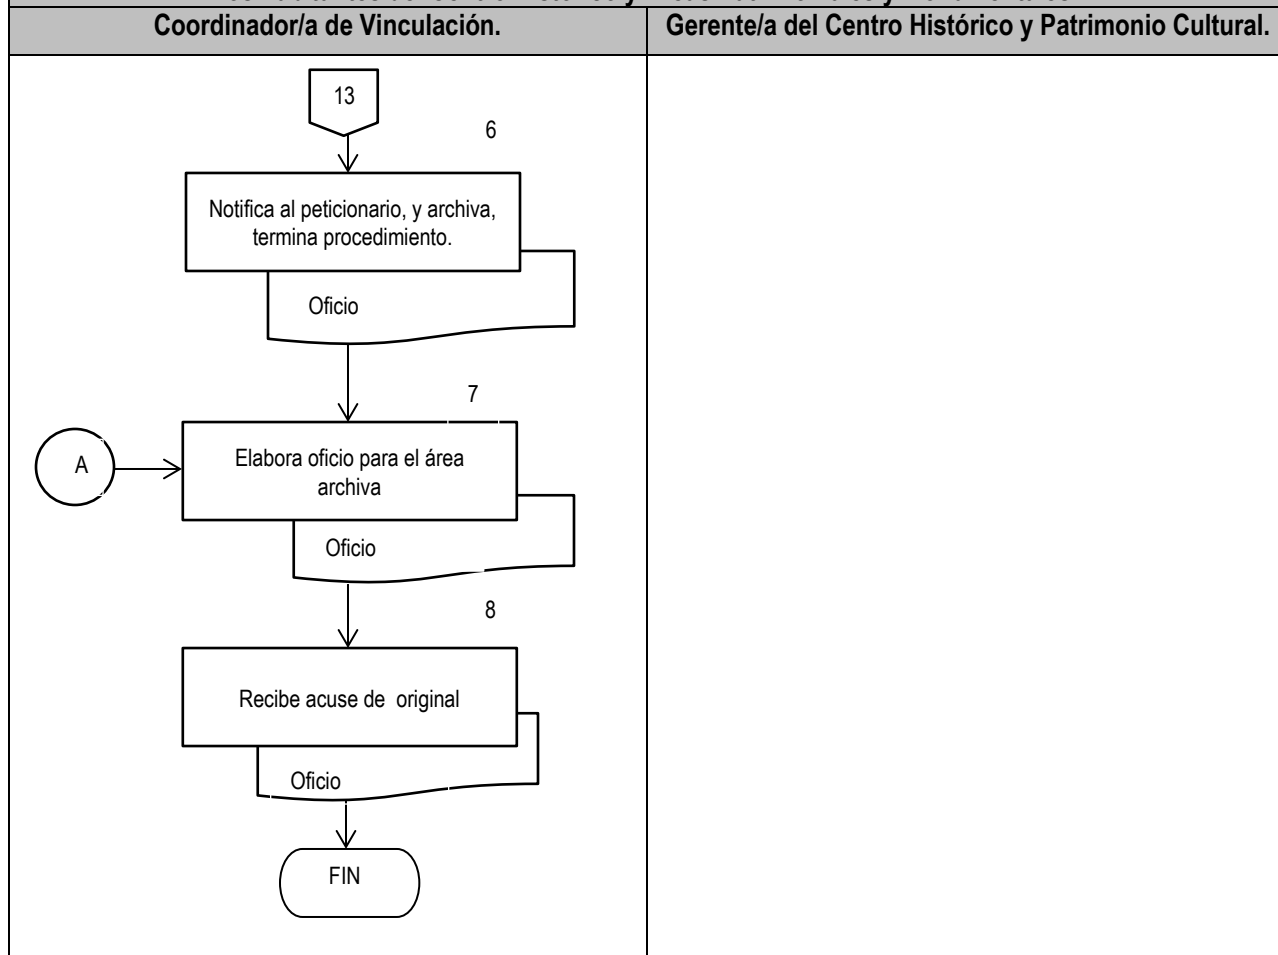 Coordinador/a de Vinculación.
Gerente/a del Centro Histórico y Patrimonio Cultural.
13
6
Notifica al peticionario, y archiva,
termina procedimiento.
Oficio
7
A
Elabora oficio para el área
archiva
Oficio
8
Recibe acuse de  original
Oficio
FIN